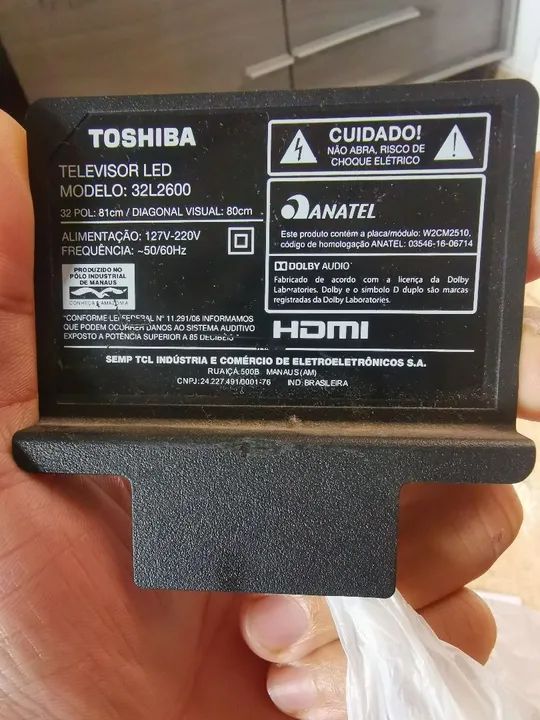 TOSHIBA
TELEVISOR LED
MODELO: 32L2600
32 POL: 81cm / DIAGONAL VISUAL: 80cm
ALIMENTAÇÃO: 127V-220V
FREQUÊNCIA: ~50/60Hz
PRODUZIDO NO
PÓLO INDUSTRIAL
DE MANAUS
CONHEÇA A AMAZÔNIA
"CONFORME LEI FEDERAL N° 11.291/06 INFORMAMOS
QUE PODEM OCORRER DANOS AO SISTEMA AUDITIVO
EXPOSTO A POTÊNCIA SUPERIOR A 85 DECIBÉIS"
CUIDADO!
NÃO ABRA, RISCO DE
CHOQUE ELÉTRICO
ANATEL
Este produto contém a placa/módulo: W2CM2510,
código de homologação ANATEL: 03546-16-06714
DOLBY AUDIO
Fabricado de acordo com a licença da Dolby
Laboratories. Dolby e o símbolo D duplo são marcas
registradas da Dolby Laboratories.
HDMI
SEMP TCL INDÚSTRIA E COMÉRCIO DE ELETROELETRÔNICOS S.A.
RUA IÇÁ, 500B MANAUS (AM)
CNPJ: 24.227.491/0001-76 IND. BRASILEIRA